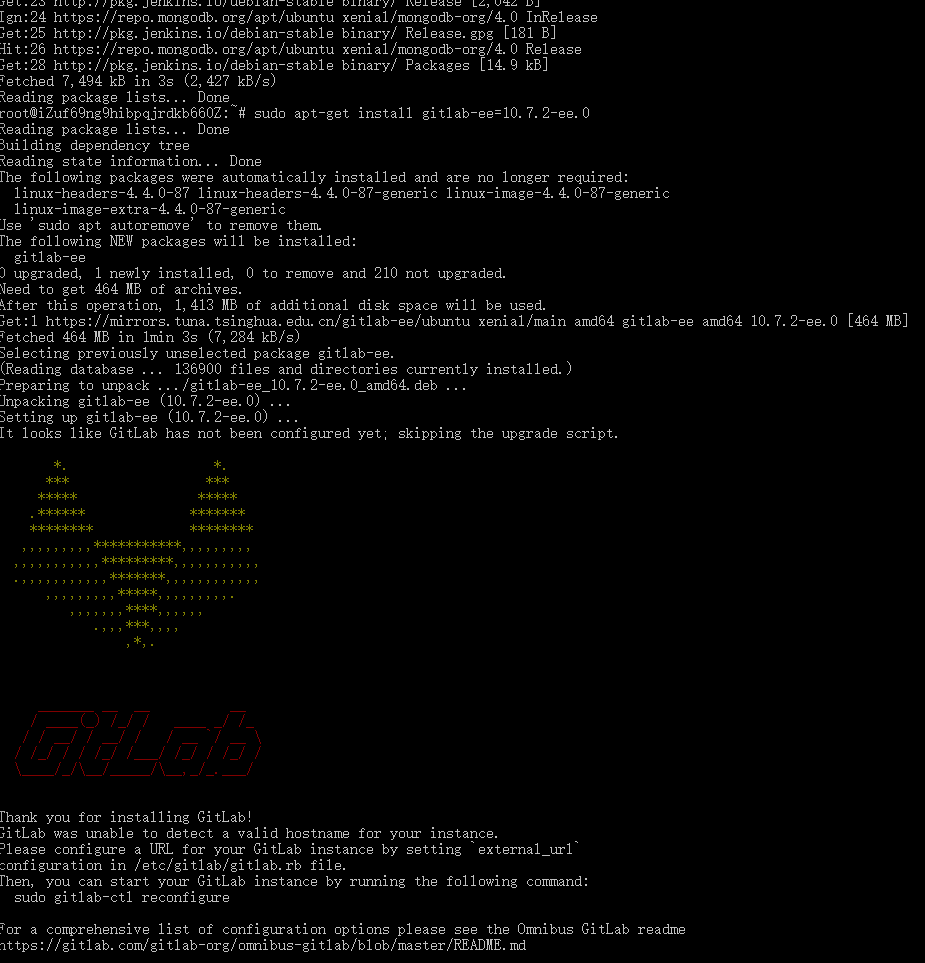 Get:23 http://pkg.jenkins.io/debian-stable binary/ Release [2,042 B]
Ign:24 https://repo.mongodb.org/apt/ubuntu xenial/mongodb-org/4.0 InRelease
Get:25 http://pkg.jenkins.io/debian-stable binary/ Release.gpg [181 B]
Hit:26 https://repo.mongodb.org/apt/ubuntu xenial/mongodb-org/4.0 Release
Get:28 http://pkg.jenkins.io/debian-stable binary/ Packages [14.9 kB]
Fetched 7,494 kB in 3s (2,427 kB/s)
Reading package lists... Done
root@iZuf69ng9hibpqjrdkb660Z:~# sudo apt-get install gitlab-ee=10.7.2-ee.0
Reading package lists... Done
Building dependency tree
Reading state information... Done
The following packages were automatically installed and are no longer required:
  linux-headers-4.4.0-87 linux-headers-4.4.0-87-generic linux-image-4.4.0-87-generic
  linux-image-extra-4.4.0-87-generic
Use 'sudo apt autoremove' to remove them.
The following NEW packages will be installed:
  gitlab-ee
0 upgraded, 1 newly installed, 0 to remove and 210 not upgraded.
Need to get 464 MB of archives.
After this operation, 1,413 MB of additional disk space will be used.
Get:1 https://mirrors.tuna.tsinghua.edu.cn/gitlab-ee/ubuntu xenial/main amd64 gitlab-ee amd64 10.7.2-ee.0 [464 MB]
Fetched 464 MB in 1min 3s (7,284 kB/s)
Selecting previously unselected package gitlab-ee.
(Reading database ... 136900 files and directories currently installed.)
Preparing to unpack .../gitlab-ee_10.7.2-ee.0_amd64.deb ...
Unpacking gitlab-ee (10.7.2-ee.0) ...
Setting up gitlab-ee (10.7.2-ee.0) ...
It looks like GitLab has not been configured yet; skipping the upgrade script.
GitLab
Thank you for installing GitLab!
GitLab was unable to detect a valid hostname for your instance.
Please configure a URL for your GitLab instance by setting `external_url`
configuration in /etc/gitlab/gitlab.rb file.
Then, you can start your GitLab instance by running the following command:
  sudo gitlab-ctl reconfigure
For a comprehensive list of configuration options please see the Omnibus GitLab readme
https://gitlab.com/gitlab-org/omnibus-gitlab/blob/master/README.md